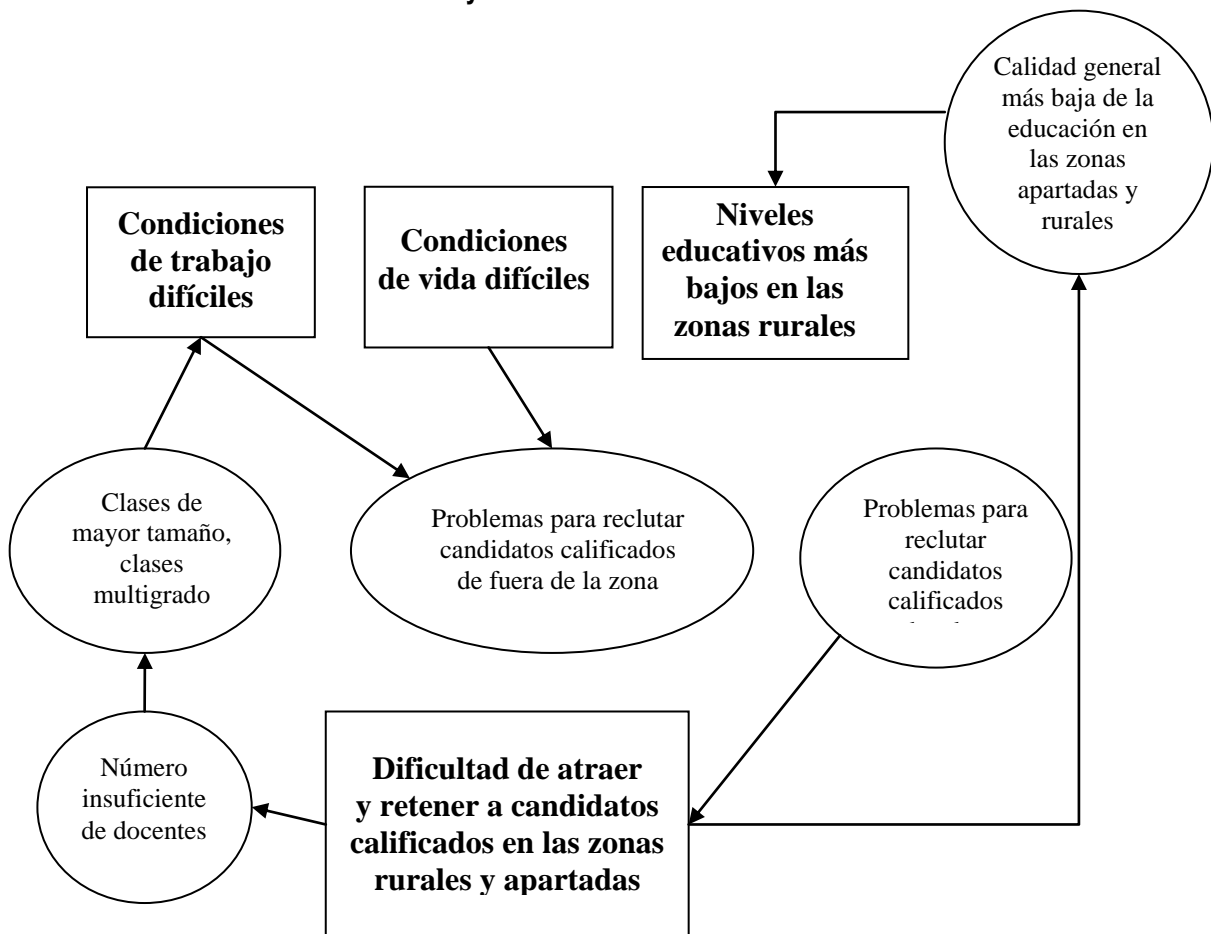 Calidad general
más baja de la
educación en
las zonas
apartadas y
rurales
Condiciones
de trabajo
difíciles
Condiciones
de vida difíciles
Niveles
educativos más
bajos en las
zonas rurales
Clases de
mayor tamaño,
clases
multigrado
Problemas para reclutar
candidatos calificados
de fuera de la zona
Problemas para
reclutar
candidatos
calificados
Número
insuficiente
de docentes
Dificultad de atraer
y retener a candidatos
calificados en las zonas
rurales y apartadas